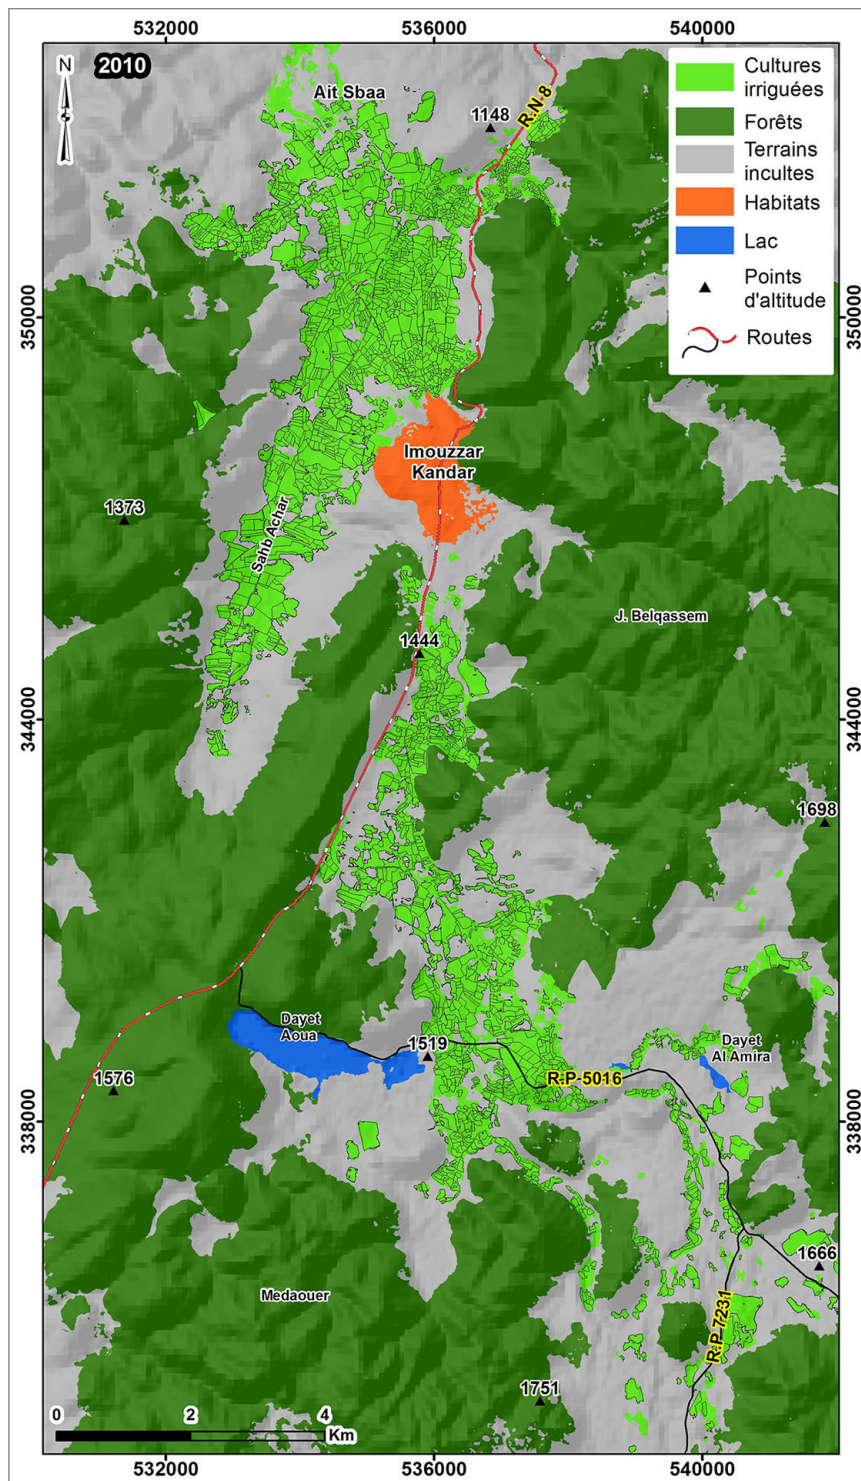 532000
536000
540000
N
2010
Ait Sbaa
1148
R.N-8
Cultures
irriguées
Forêts
Terrains
incultes
Habitats
Lac
Points
d'altitude
Routes
350000
350000
Imouzzar
Kandar
1373
Sahb Achar
J. Belqassem
1444
344000
344000
1698
Dayet
Aoua
1519
Dayet
Al Amira
R.P-5016
1576
338000
338000
1666
Medaouer
R.P-7231
1751
0
2
4
Km
532000
536000
540000